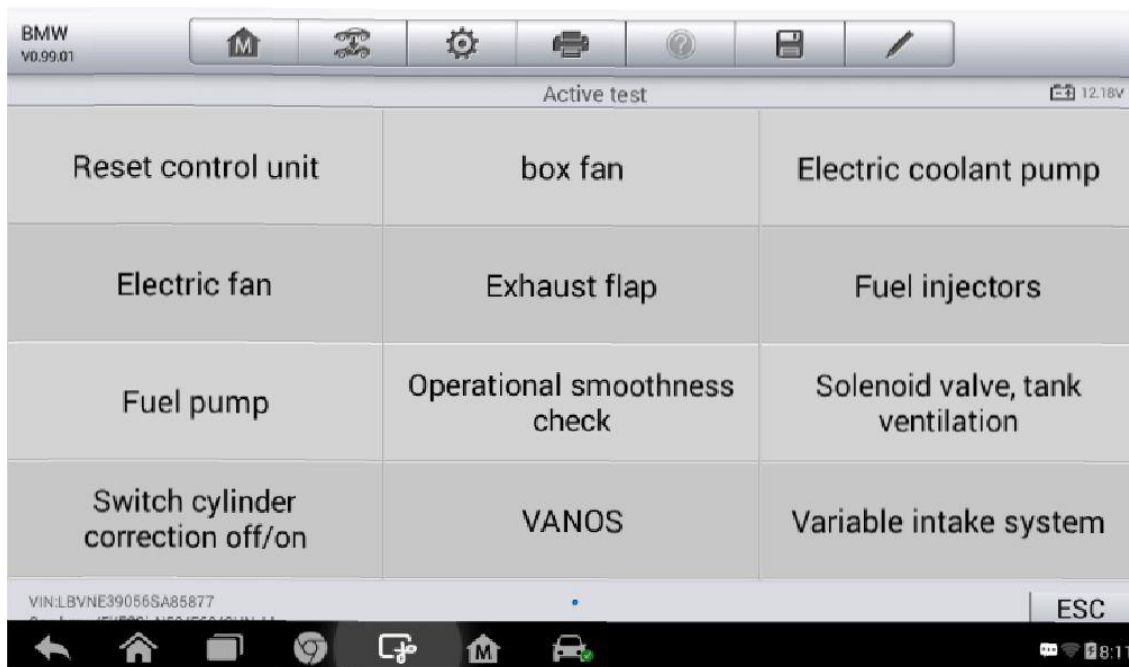 BMW
V0.99.01
M
Active test
12.18V
Reset control unit
box fan
Electric coolant pump
Electric fan
Exhaust flap
Fuel injectors
Fuel pump
Operational smoothness
check
Solenoid valve, tank
ventilation
Switch cylinder
correction off/on
VANOS
Variable intake system
VIN:LBVNE39056SA85877
ESC
M
8:11